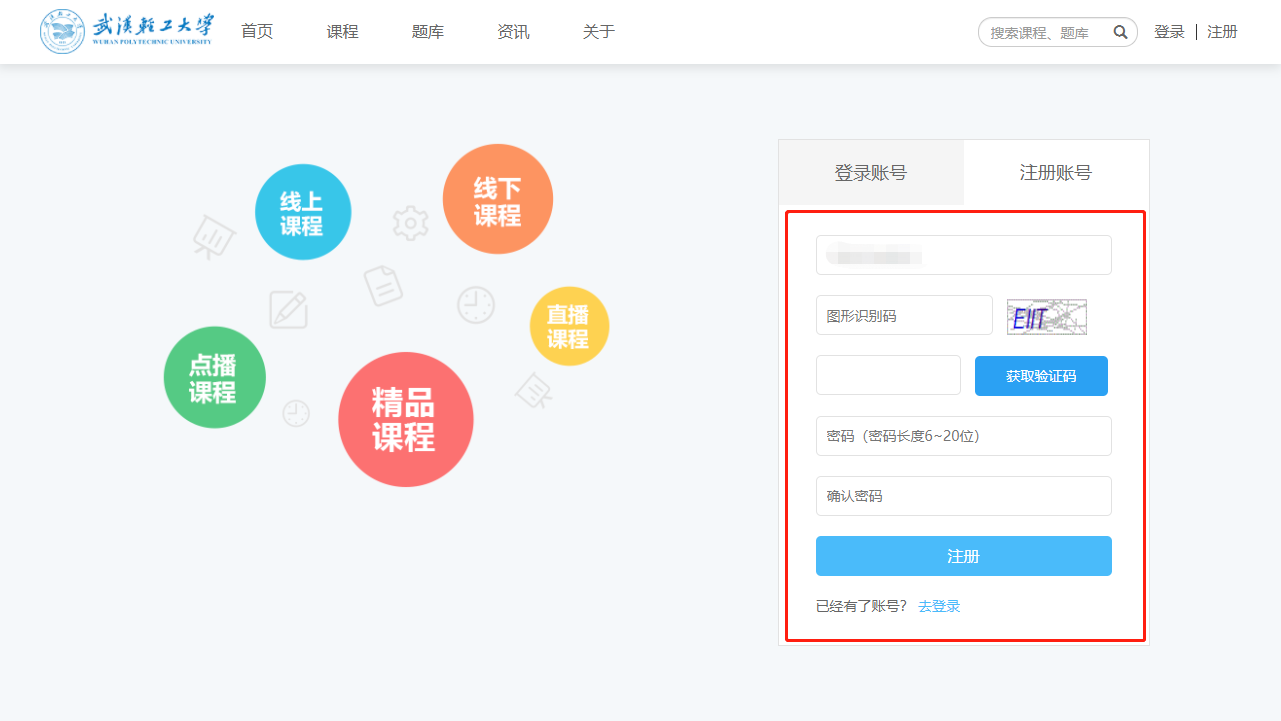 武漢輕工大学
WUHAN POLYTECHNIC UNIVERSITY
首页
课程
题库
资讯
关于
搜索课程、题库
登录
注册
线上
课程
线下
课程
直播
课程
点播
课程
精品
课程
登录账号
注册账号
图形识别码
EIIT
获取验证码
密码（密码长度6~20位）
确认密码
注册
已经有了账号？ 去登录